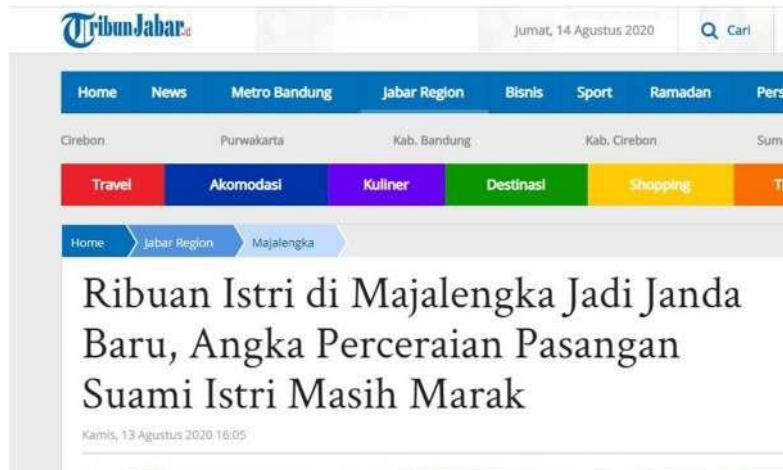 TribunJabar.id
Jumat, 14 Agustus 2020
Cari
Home News Metro Bandung Jabar Region Bisnis Sport Ramadan
Cirebon Purwakarta Kab. Bandung Kab. Cirebon
Travel Akomodasi Kuliner Destinasi Shopping
Home Jabar Region Majalengka
Ribuan Istri di Majalengka Jadi Janda
Baru, Angka Perceraian Pasangan
Suami Istri Masih Marak
Kamis, 13 Agustus 2020 16:05